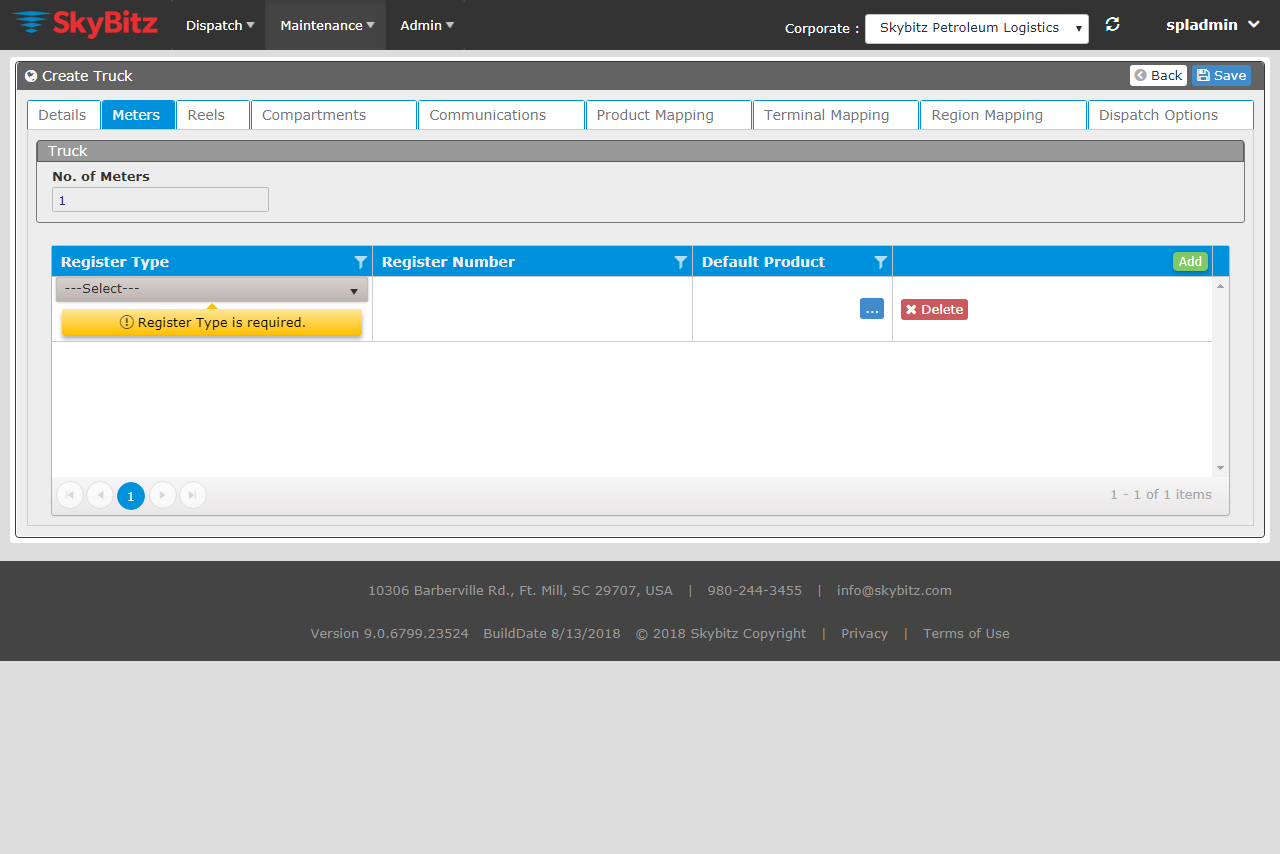 SkyBitz Dispatch Maintenance Admin Corporate : Skybitz Petroleum Logistics spladmin
Create Truck Back Save
Details Meters Reels Compartments Communications Product Mapping Terminal Mapping Region Mapping Dispatch Options
Truck
No. of Meters
1
Register Type Register Number Default Product Add
---Select---
... Delete
Register Type is required.
1 1 - 1 of 1 items
10306 Barberville Rd., Ft. Mill, SC 29707, USA | 980-244-3455 | info@skybitz.com
Version 9.0.6799.23524 BuildDate 8/13/2018 © 2018 Skybitz Copyright | Privacy | Terms of Use